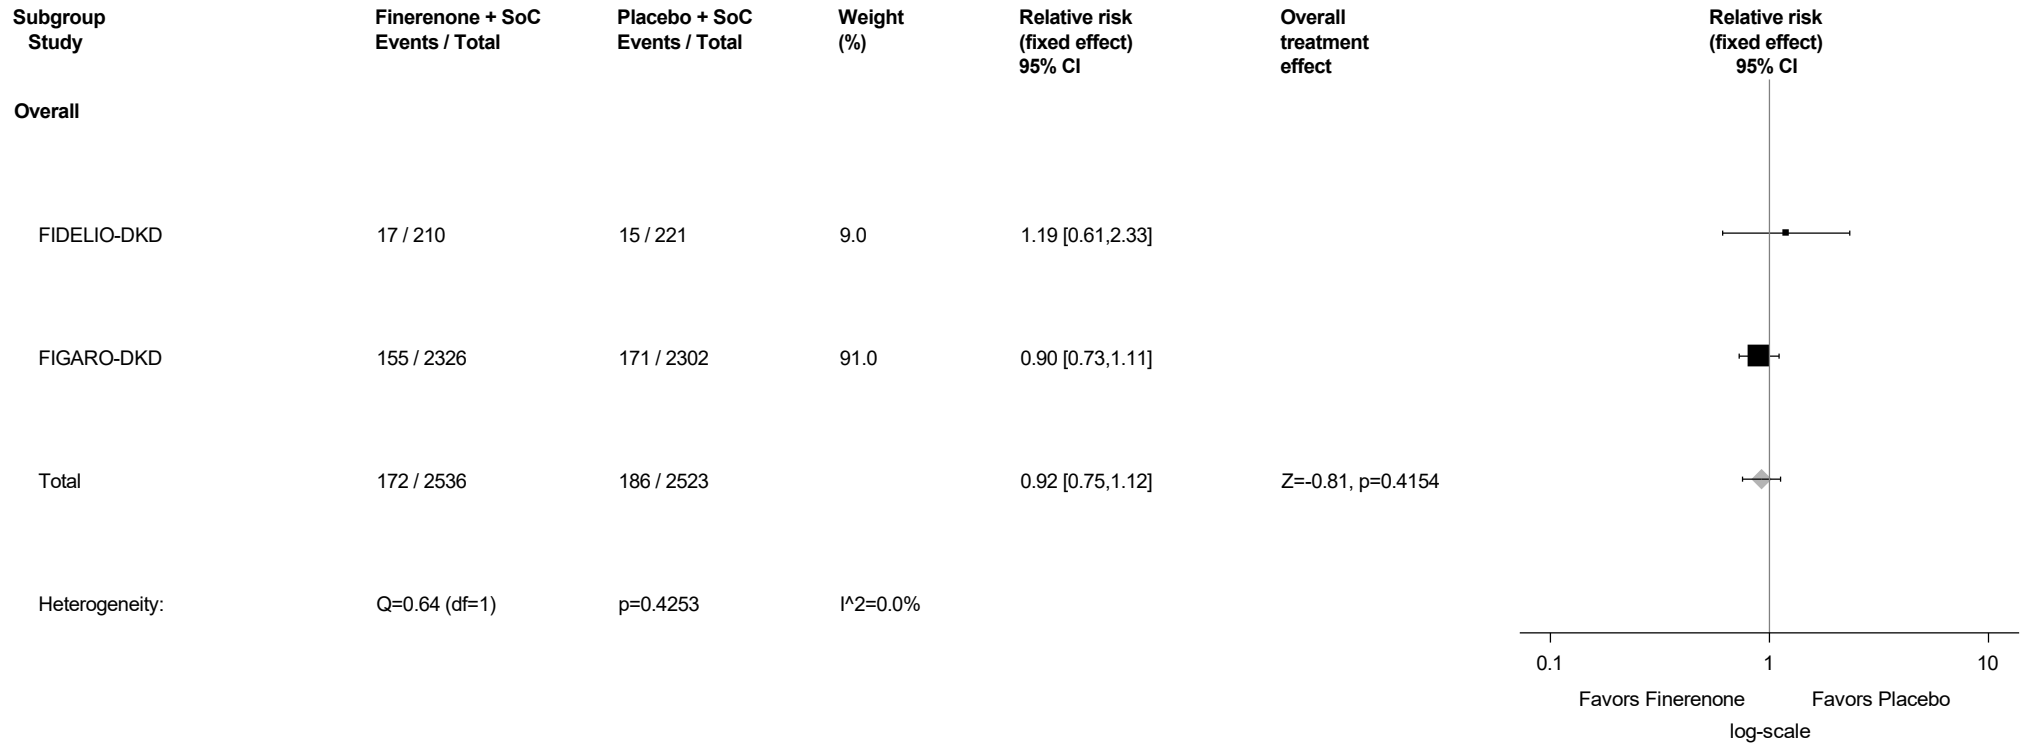 Subgroup Finerenone + SoC Placebo + SoC Weight Relative risk Overall Relative risk
Study Events / Total Events / Total (%) (fixed effect) treatment (fixed effect)
95% CI effect 95% CI
Overall
FIDELIO-DKD 17 / 210 15 / 221 9.0 1.19 [0.61,2.33]
FIGARO-DKD 155 / 2326 171 / 2302 91.0 0.90 [0.73,1.11]
Total 172 / 2536 186 / 2523 0.92 [0.75,1.12] Z=-0.81, p=0.4154
Heterogeneity: Q=0.64 (df=1) p=0.4253 I^2=0.0%
0.1 1 10
Favors Finerenone Favors Placebo
log-scale